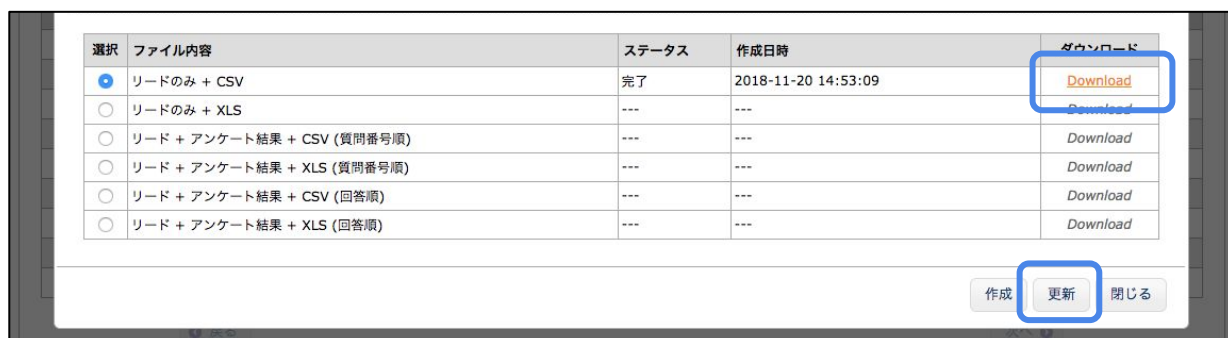 選択 ファイル内容 ステータス 作成日時 ダウンロード
リードのみ + CSV 完了 2018-11-20 14:53:09 Download
リードのみ + XLS --- --- Download
リード + アンケート結果 + CSV (質問番号順) --- --- Download
リード + アンケート結果 + XLS (質問番号順) --- --- Download
リード + アンケート結果 + CSV (回答順) --- --- Download
リード + アンケート結果 + XLS (回答順) --- --- Download
作成 更新 閉じる
戻る 次へ